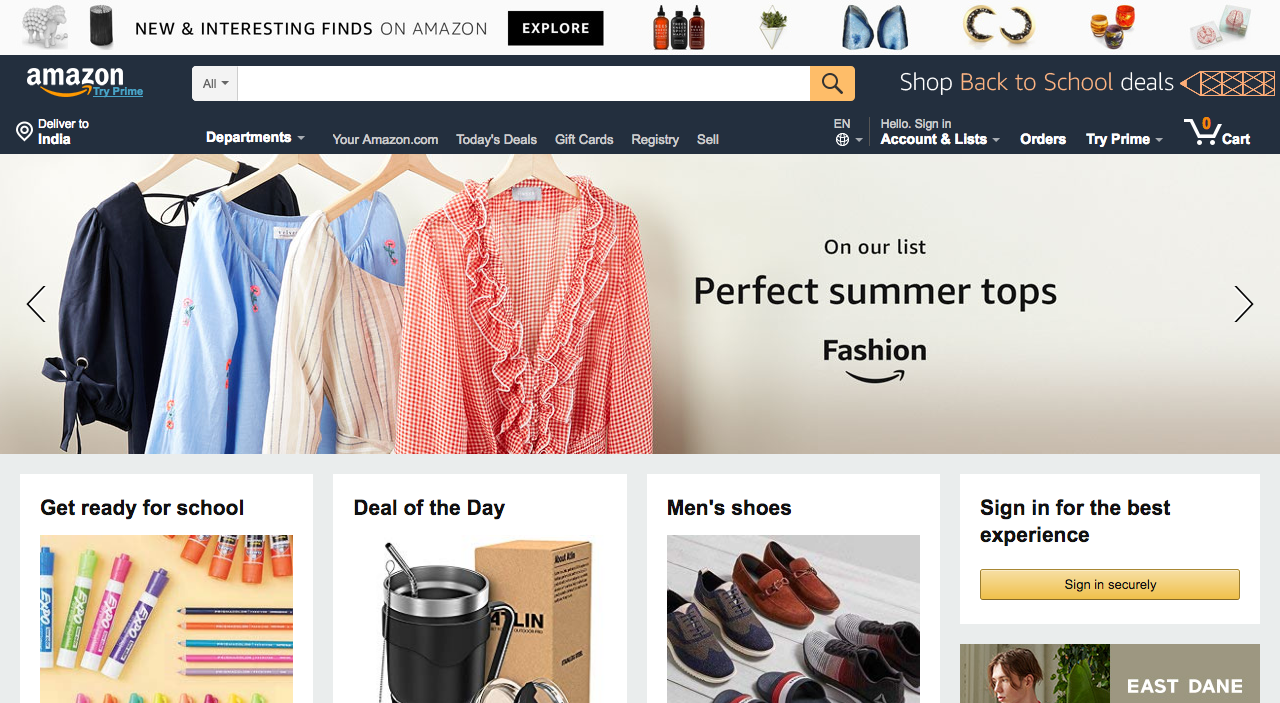 NEW & INTERESTING FINDS ON AMAZON EXPLORE
amazon
Try Prime
All
Shop Back to School deals
Deliver to
India
Departments
Your Amazon.com Today's Deals Gift Cards Registry Sell
EN
Hello. Sign in
Account & Lists
Orders
Try Prime
0
Cart
On our list
Perfect summer tops
Fashion
Get ready for school
Deal of the Day
Men's shoes
Sign in for the best
experience
Sign in securely
EXPO
EXPO
About Atlin
ATLIN
EAST DANE